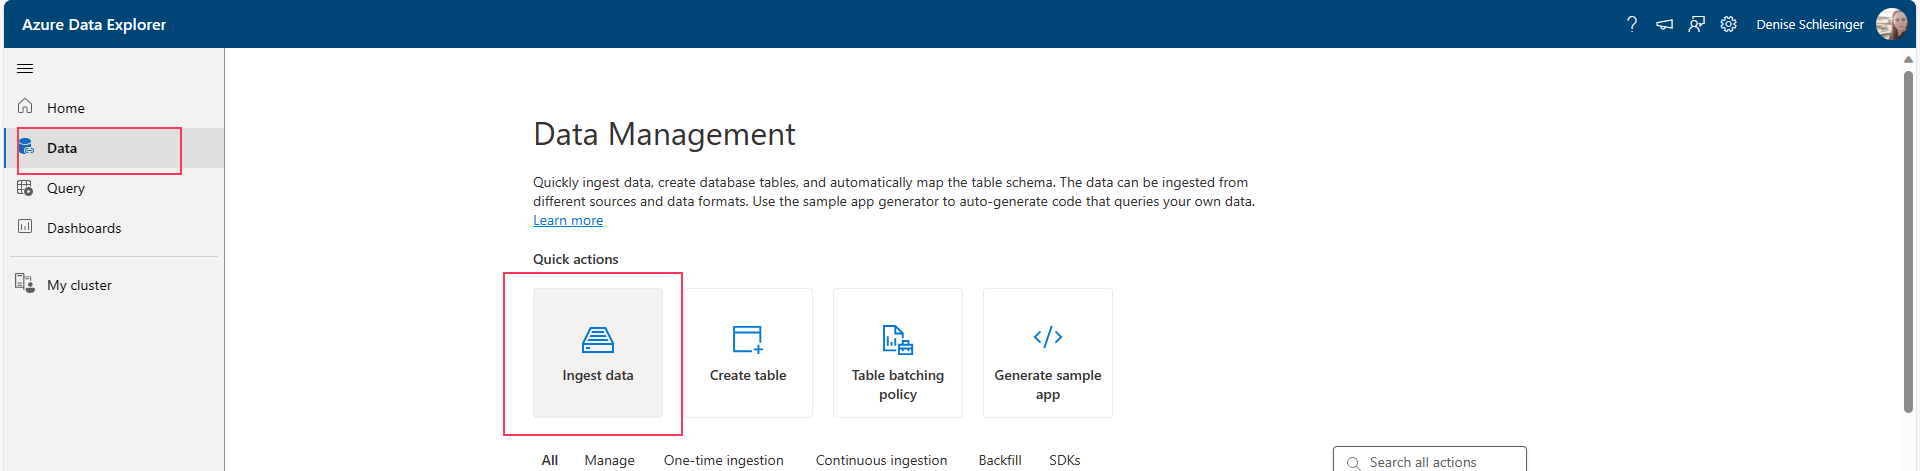 Azure Data Explorer
Denise Schlesinger
Home
Data
Query
Dashboards
My cluster
Data Management
Quickly ingest data, create database tables, and automatically map the table schema. The data can be ingested from
different sources and data formats. Use the sample app generator to auto-generate code that queries your own data.
Learn more
Quick actions
Ingest data
Create table
Table batching
policy
Generate sample
app
All Manage One-time ingestion Continuous ingestion Backfill SDKs
Search all actions